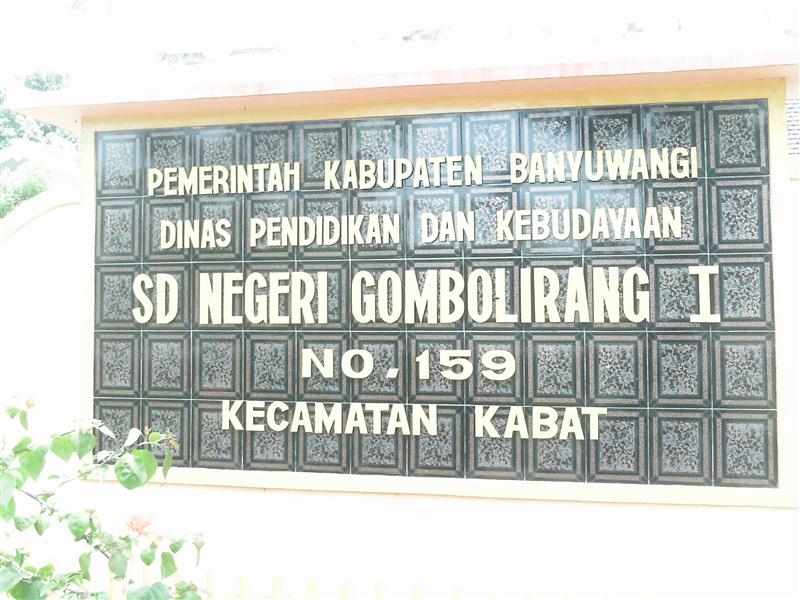 PEMERINTAH KABUPATEN BANYUWANGI
DINAS PENDIDIKAN DAN KEBUDAYAAN
SD NEGERI GOMBOLIRANG I
NO. 159
KECAMATAN KABAT